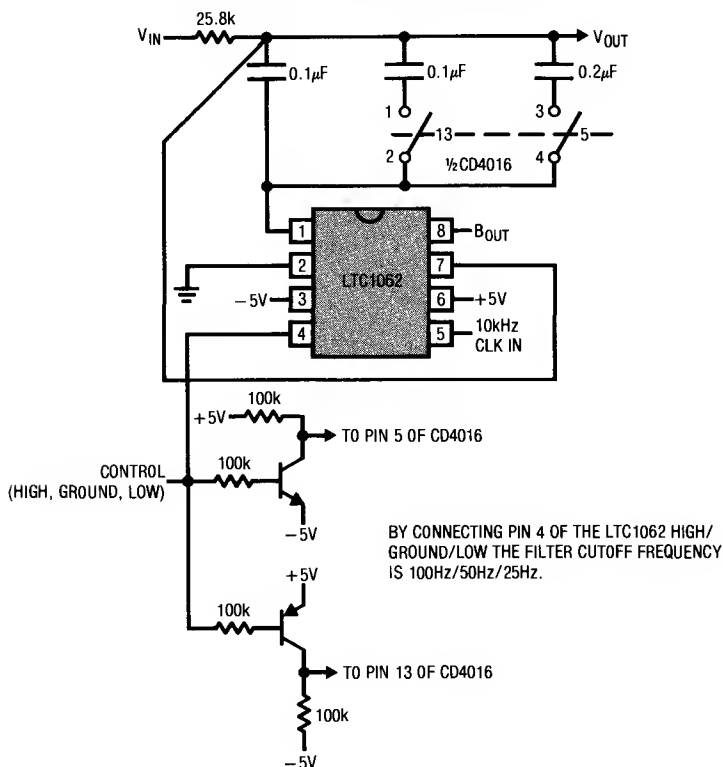 25.8k
VIN
VOUT
0.1µF
0.1µF
0.2µF
1
3
13
5
2
4
½CD4016
1
8
BOUT
2
7
LTC1062
−5V
3
6
+5V
4
5
10kHz
CLK IN
100k
+5V
TO PIN 5 OF CD4016
100k
CONTROL
(HIGH, GROUND, LOW)
−5V
BY CONNECTING PIN 4 OF THE LTC1062 HIGH/
GROUND/LOW THE FILTER CUTOFF FREQUENCY
IS 100Hz/50Hz/25Hz.
+5V
100k
TO PIN 13 OF CD4016
100k
−5V